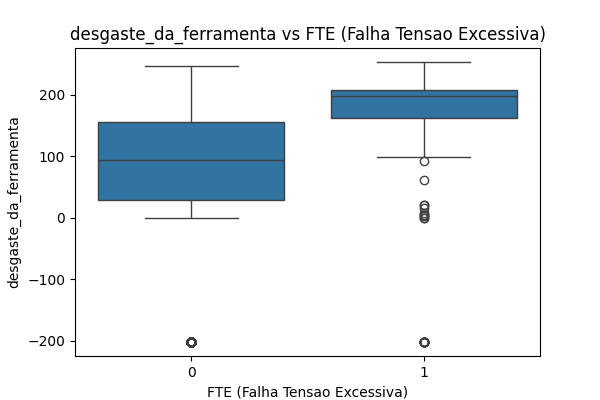 desgaste_da_ferramenta vs FTE (Falha Tensao Excessiva)
desgaste_da_ferramenta
200
100
0
−100
−200
0
1
FTE (Falha Tensao Excessiva)